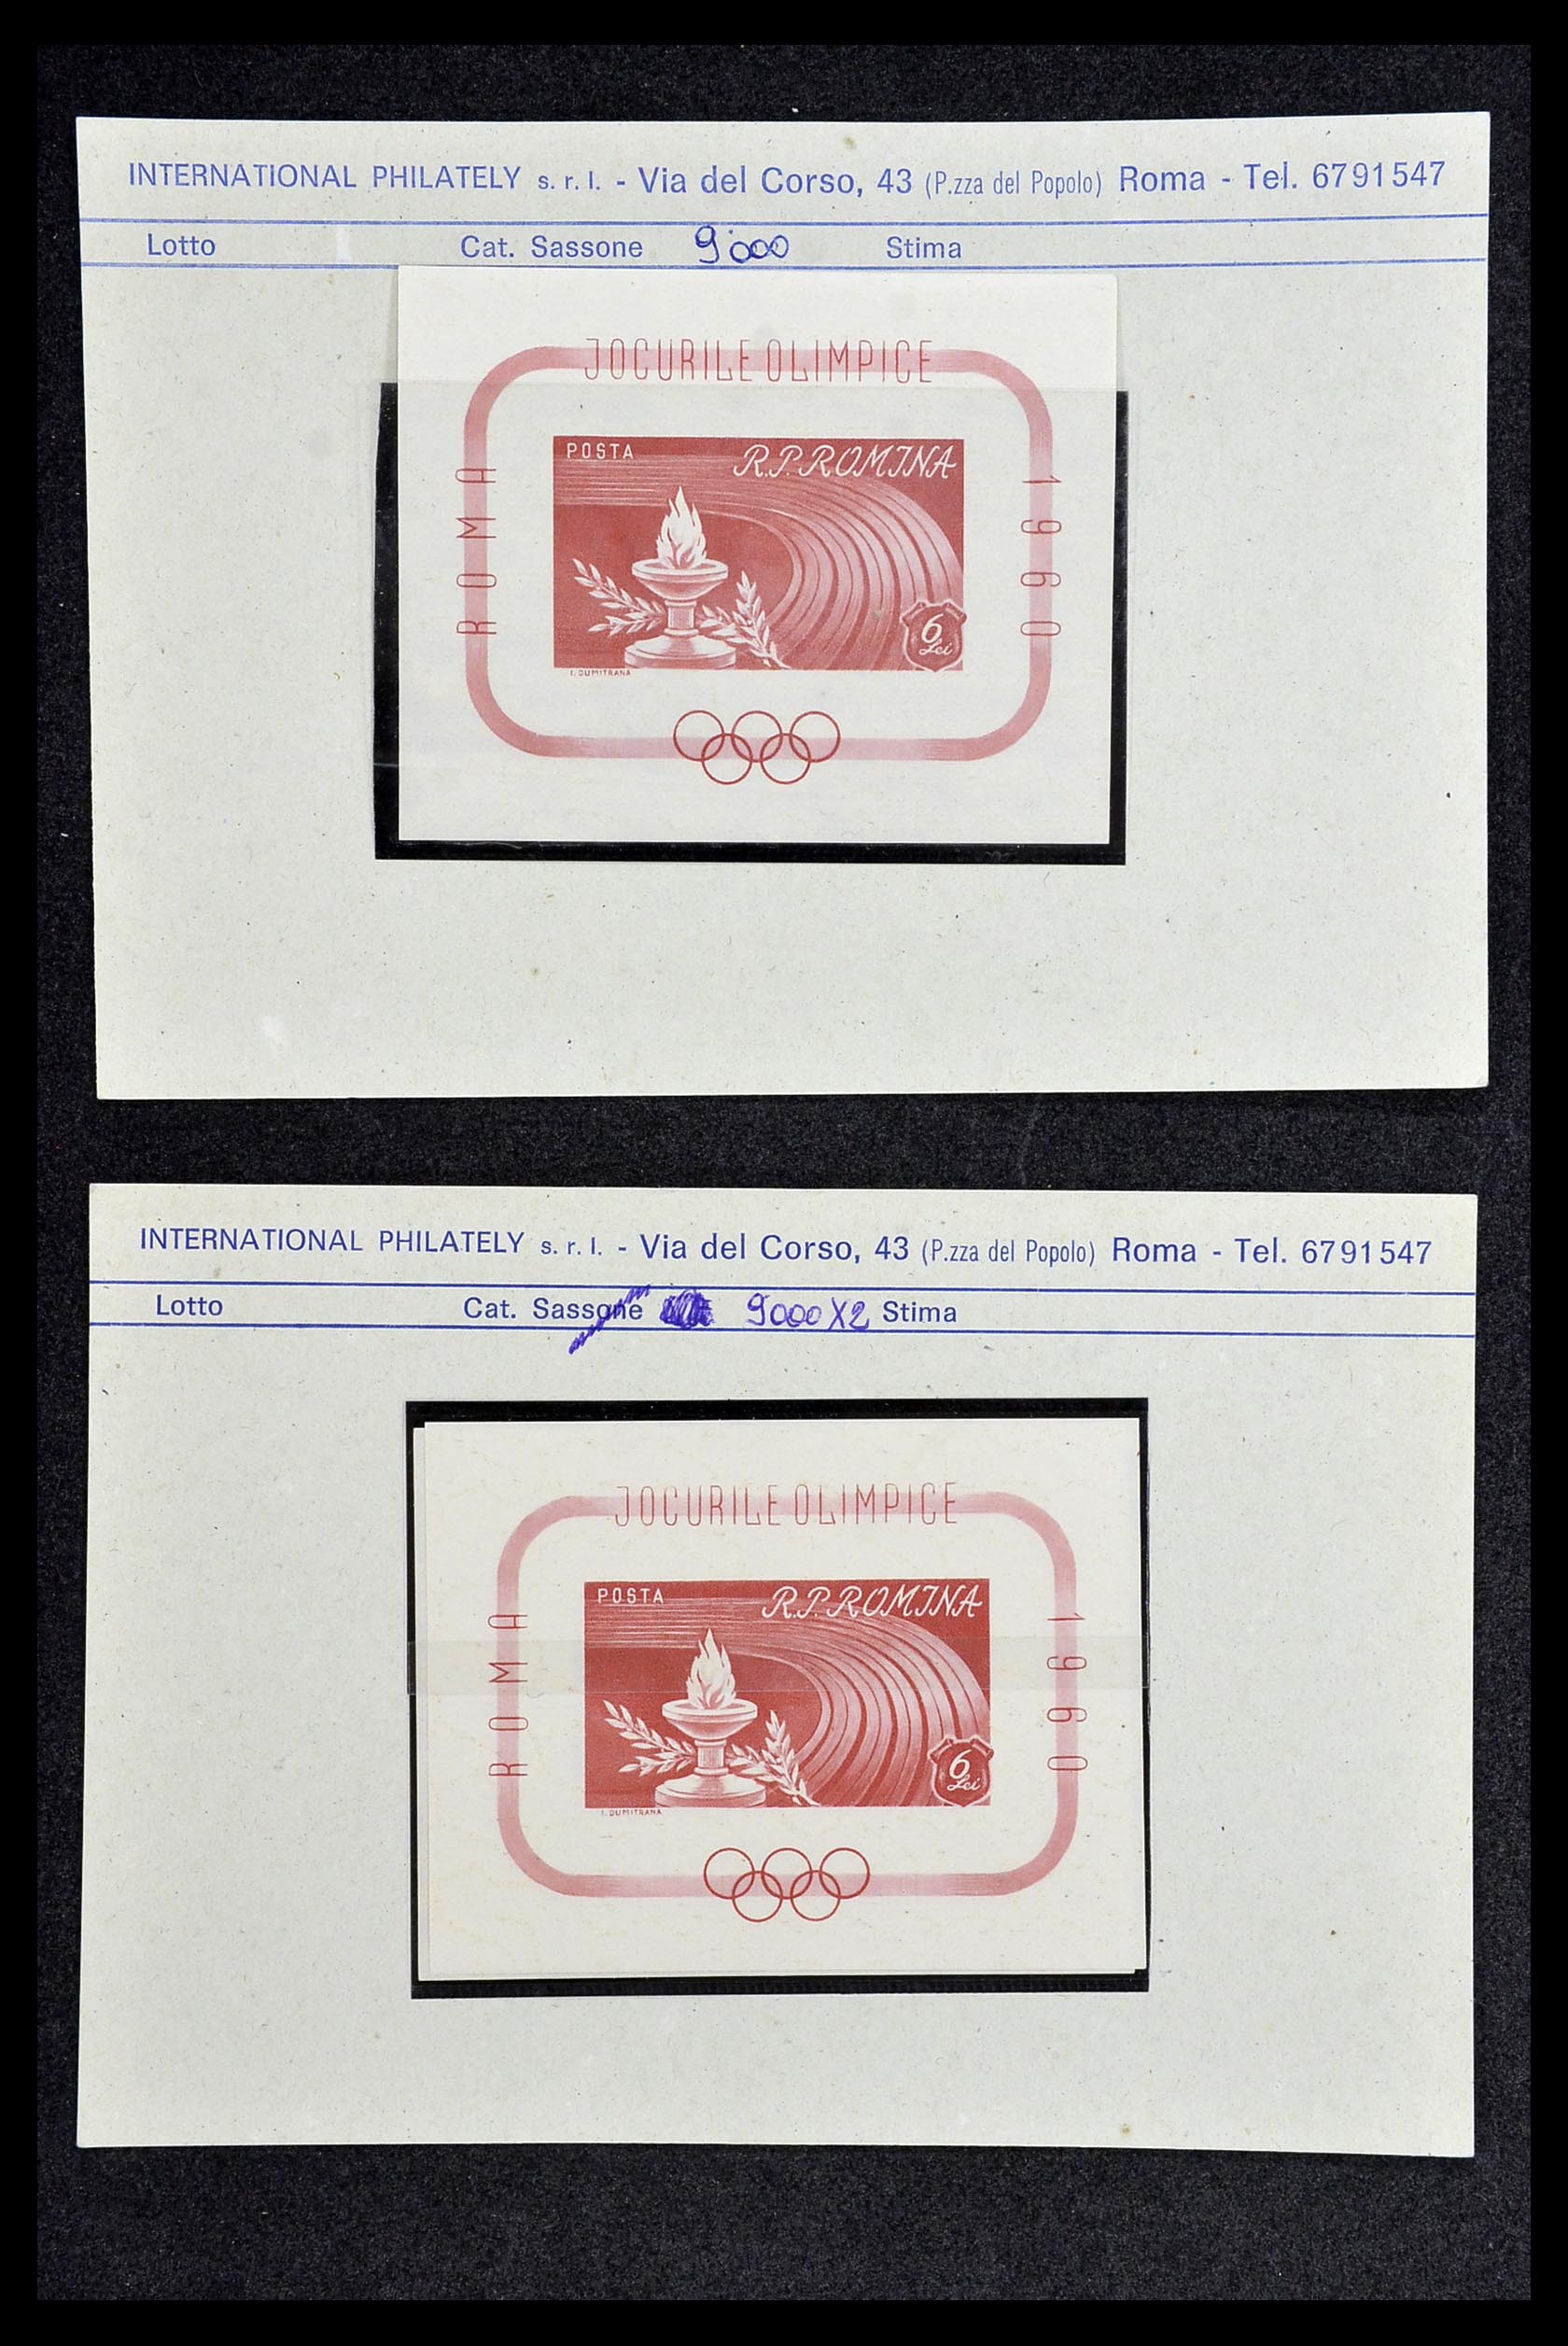 INTERNATIONAL PHILATELY s. r. l. - Via del Corso, 43 (P.zza del Popolo) Roma - Tel. 6791547
Lotto Cat. Sassone 9'000 Stima
JOCURILE OLIMPICE
ROMA
POSTA R.P.ROMINA
1960
6
Lei
I. DUMITRANA
INTERNATIONAL PHILATELY s. r. l. - Via del Corso, 43 (P.zza del Popolo) Roma - Tel. 6791547
Lotto Cat. Sassone 9000 X2 Stima
JOCURILE OLIMPICE
ROMA
POSTA R.P.ROMINA
1960
6
Lei
I. DUMITRANA